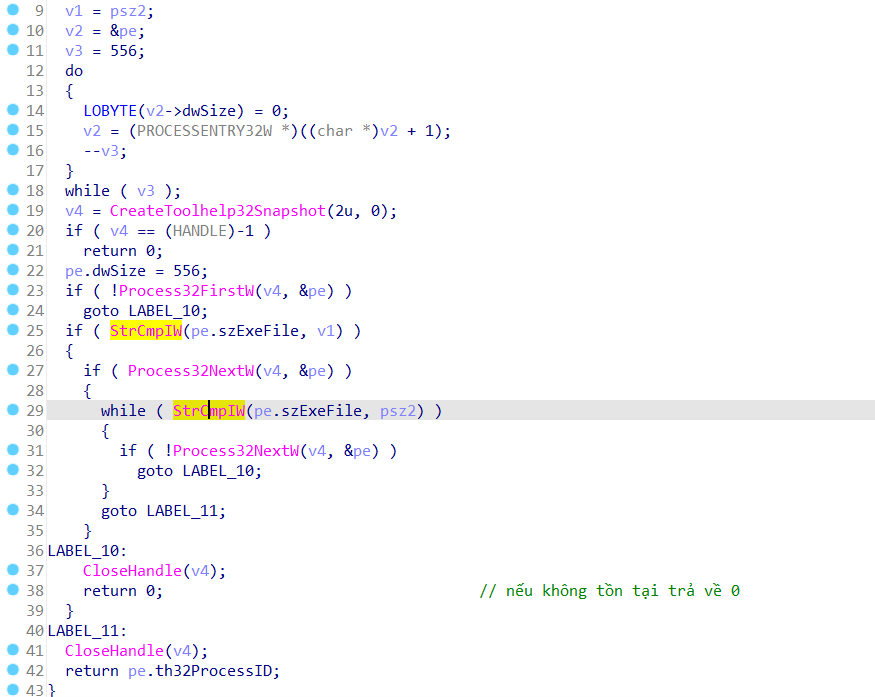 9 v1 = psz2;
10 v2 = &pe;
11 v3 = 556;
12 do
13 {
14 LOBYTE(v2->dwSize) = 0;
15 v2 = (PROCESSENTRY32W *)((char *)v2 + 1);
16 --v3;
17 }
18 while ( v3 );
19 v4 = CreateToolhelp32Snapshot(2u, 0);
20 if ( v4 == (HANDLE)-1 )
21 return 0;
22 pe.dwSize = 556;
23 if ( !Process32FirstW(v4, &pe) )
24 goto LABEL_10;
25 if ( StrCmpIW(pe.szExeFile, v1) )
26 {
27 if ( Process32NextW(v4, &pe) )
28 {
29 while ( StrCmpIW(pe.szExeFile, psz2) )
30 {
31 if ( !Process32NextW(v4, &pe) )
32 goto LABEL_10;
33 }
34 goto LABEL_11;
35 }
36 LABEL_10:
37 CloseHandle(v4);
38 return 0; // nếu không tồn tại trả về 0
39 }
40 LABEL_11:
41 CloseHandle(v4);
42 return pe.th32ProcessID;
43 }